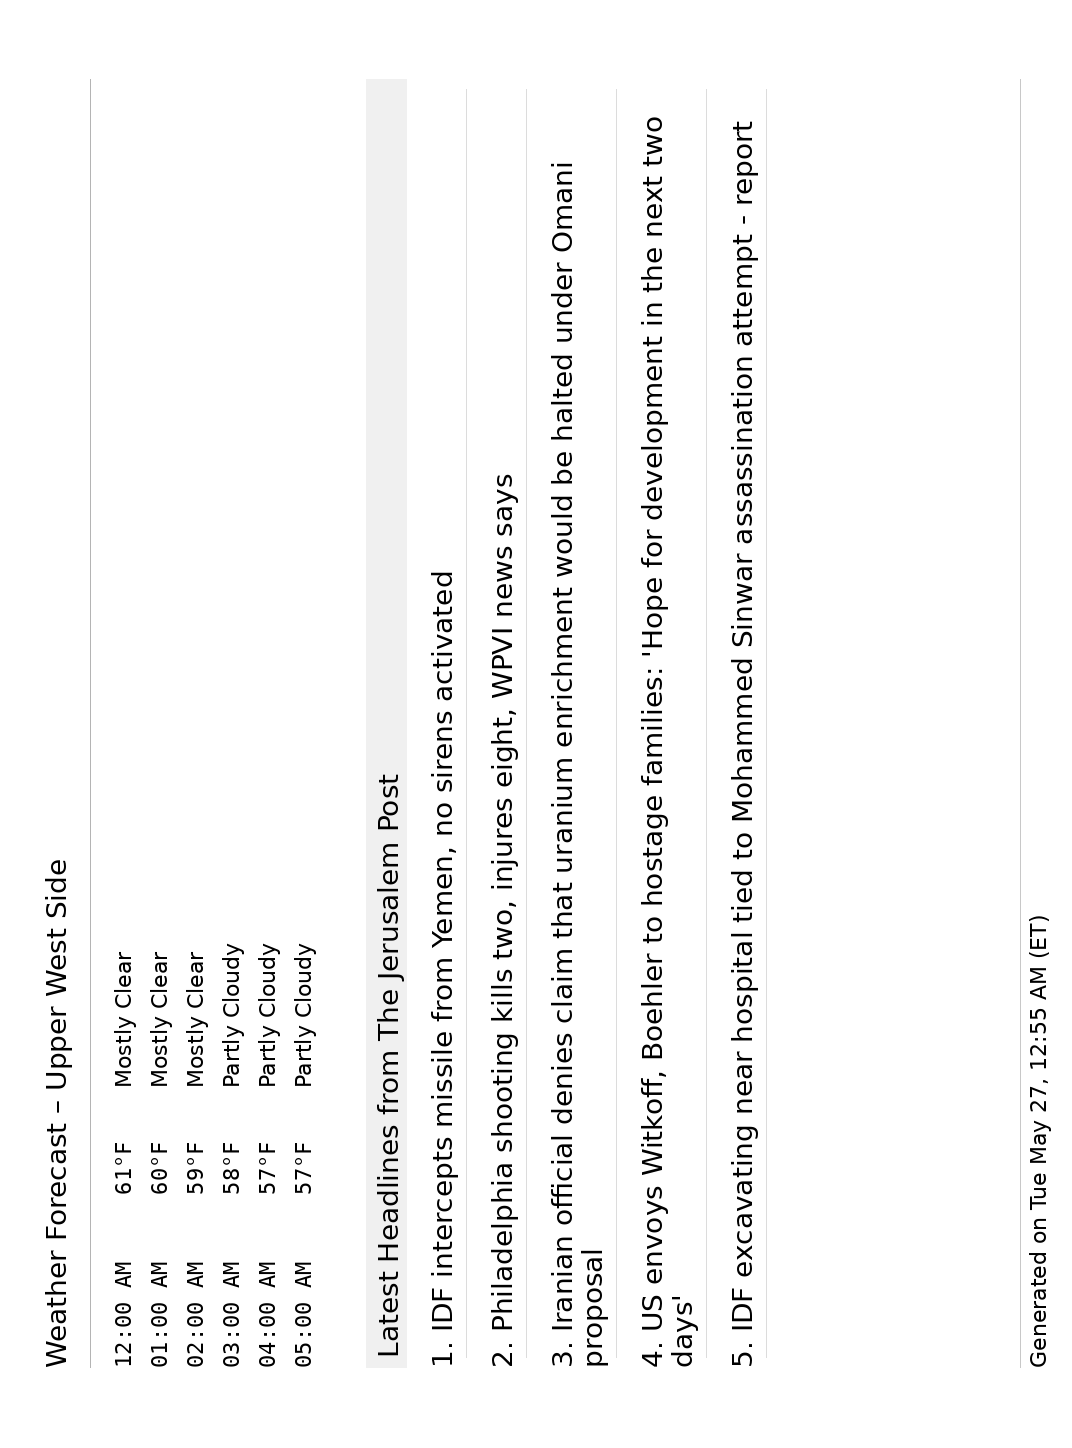 Weather Forecast – Upper West Side
12:00 AM 61°F Mostly Clear
01:00 AM 60°F Mostly Clear
02:00 AM 59°F Mostly Clear
03:00 AM 58°F Partly Cloudy
04:00 AM 57°F Partly Cloudy
05:00 AM 57°F Partly Cloudy
Latest Headlines from The Jerusalem Post
1. IDF intercepts missile from Yemen, no sirens activated
2. Philadelphia shooting kills two, injures eight, WPVI news says
3. Iranian official denies claim that uranium enrichment would be halted under Omani
proposal
4. US envoys Witkoff, Boehler to hostage families: 'Hope for development in the next two
days'
5. IDF excavating near hospital tied to Mohammed Sinwar assassination attempt - report
Generated on Tue May 27, 12:55 AM (ET)